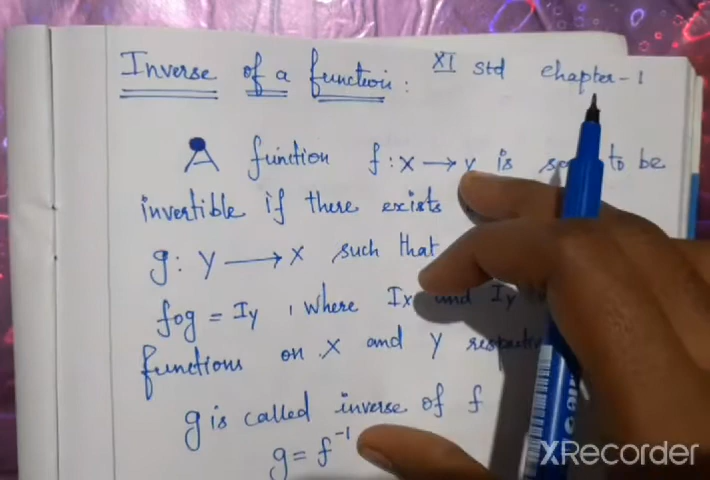 Inverse of a function : XI Std chapter-1
A function f : X → Y is to be
invertible if there exists
g : Y → X such that
fog = Iy , where Ix and Iy
functions on X and Y
g is called inverse of f
g = f⁻¹
XRecorder